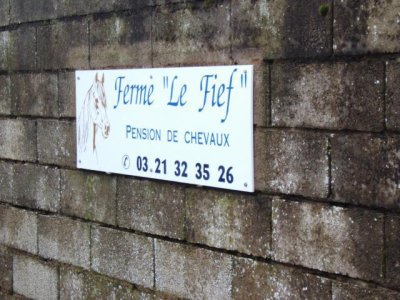 Ferme "Le Fief"
PENSION DE CHEVAUX
✆ 03.21 32 35 26